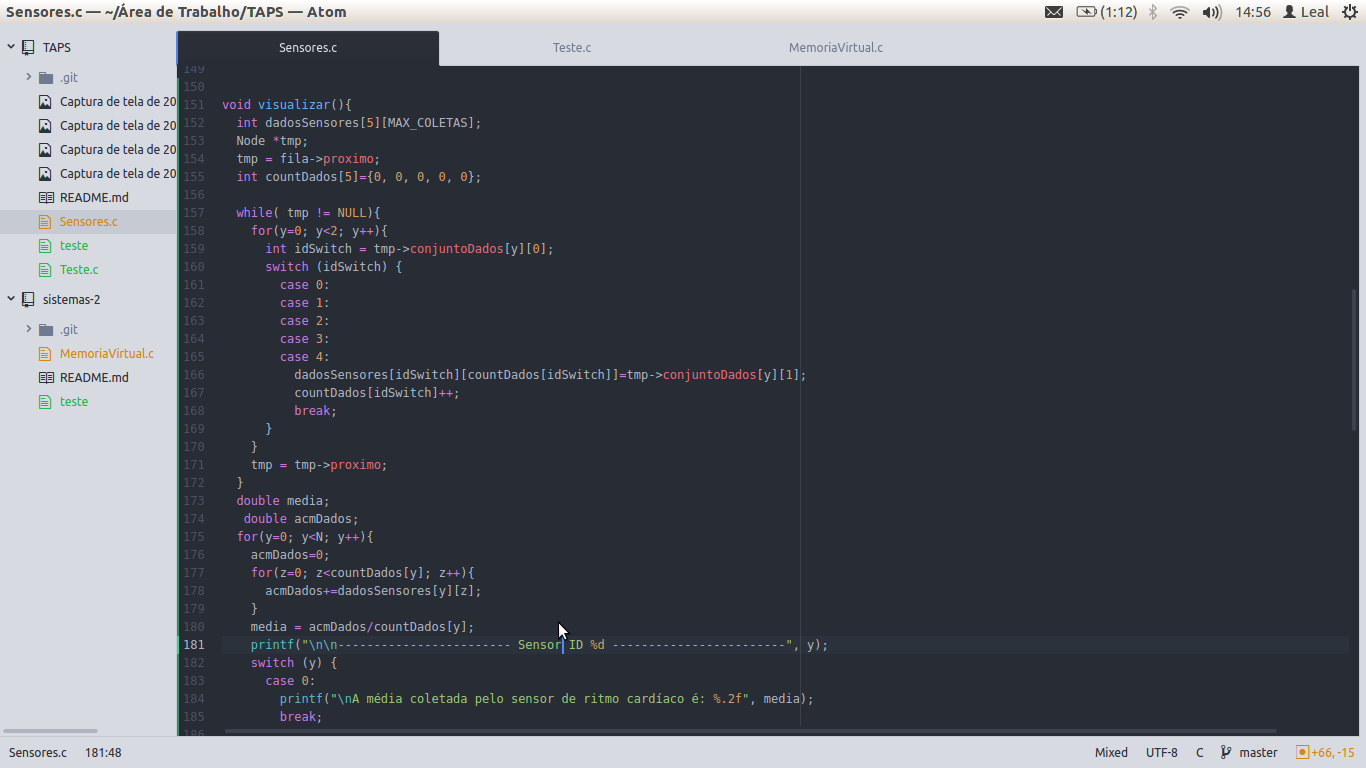 Sensores.c — ~/Área de Trabalho/TAPS — Atom
(1:12) 14:56 Leal
TAPS
.git
Captura de tela de 20
Captura de tela de 20
Captura de tela de 20
Captura de tela de 20
README.md
Sensores.c
teste
Teste.c
sistemas-2
.git
MemoriaVirtual.c
README.md
teste
Sensores.c Teste.c MemoriaVirtual.c
149
150
151 void visualizar(){
152   int dadosSensores[5][MAX_COLETAS];
153   Node *tmp;
154   tmp = fila->proximo;
155   int countDados[5]={0, 0, 0, 0, 0};
156
157   while( tmp != NULL){
158     for(y=0; y<2; y++){
159       int idSwitch = tmp->conjuntoDados[y][0];
160       switch (idSwitch) {
161         case 0:
162         case 1:
163         case 2:
164         case 3:
165         case 4:
166           dadosSensores[idSwitch][countDados[idSwitch]]=tmp->conjuntoDados[y][1];
167           countDados[idSwitch]++;
168           break;
169       }
170     }
171     tmp = tmp->proximo;
172   }
173   double media;
174    double acmDados;
175   for(y=0; y<N; y++){
176     acmDados=0;
177     for(z=0; z<countDados[y]; z++){
178       acmDados+=dadosSensores[y][z];
179     }
180     media = acmDados/countDados[y];
181     printf("\n\n------------------------ Sensor ID %d ------------------------", y);
182     switch (y) {
183       case 0:
184         printf("\nA média coletada pelo sensor de ritmo cardíaco é: %.2f", media);
185         break;
186
Sensores.c 181:48 Mixed UTF-8 C master +66, -15